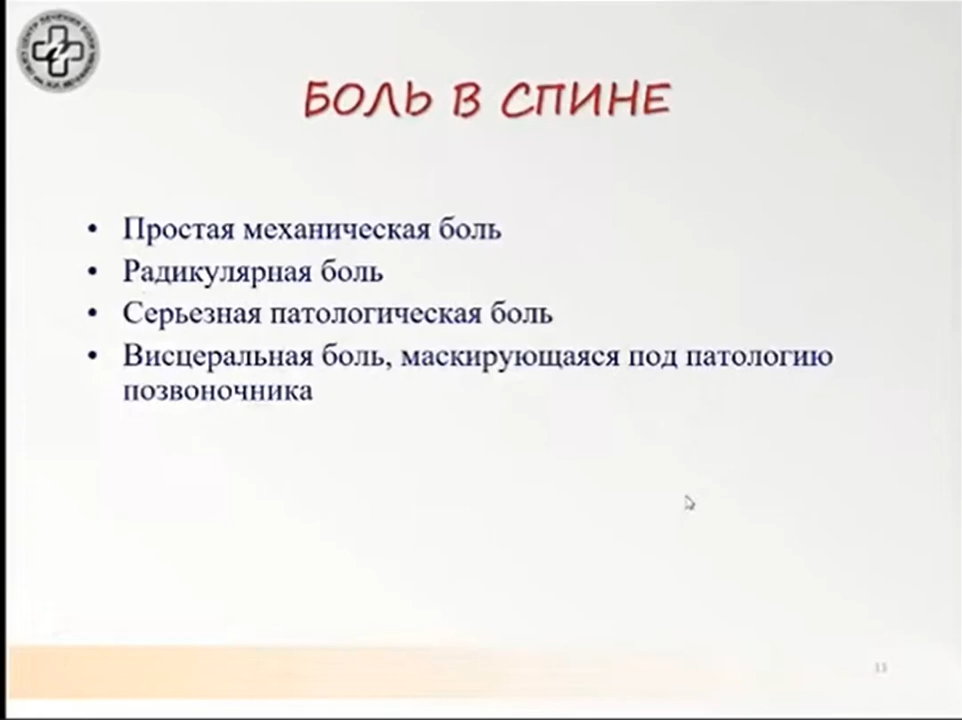 БОЛЬ В СПИНЕ
• Простая механическая боль
• Радикулярная боль
• Серьезная патологическая боль
• Висцеральная боль, маскирующаяся под патологию
позвоночника